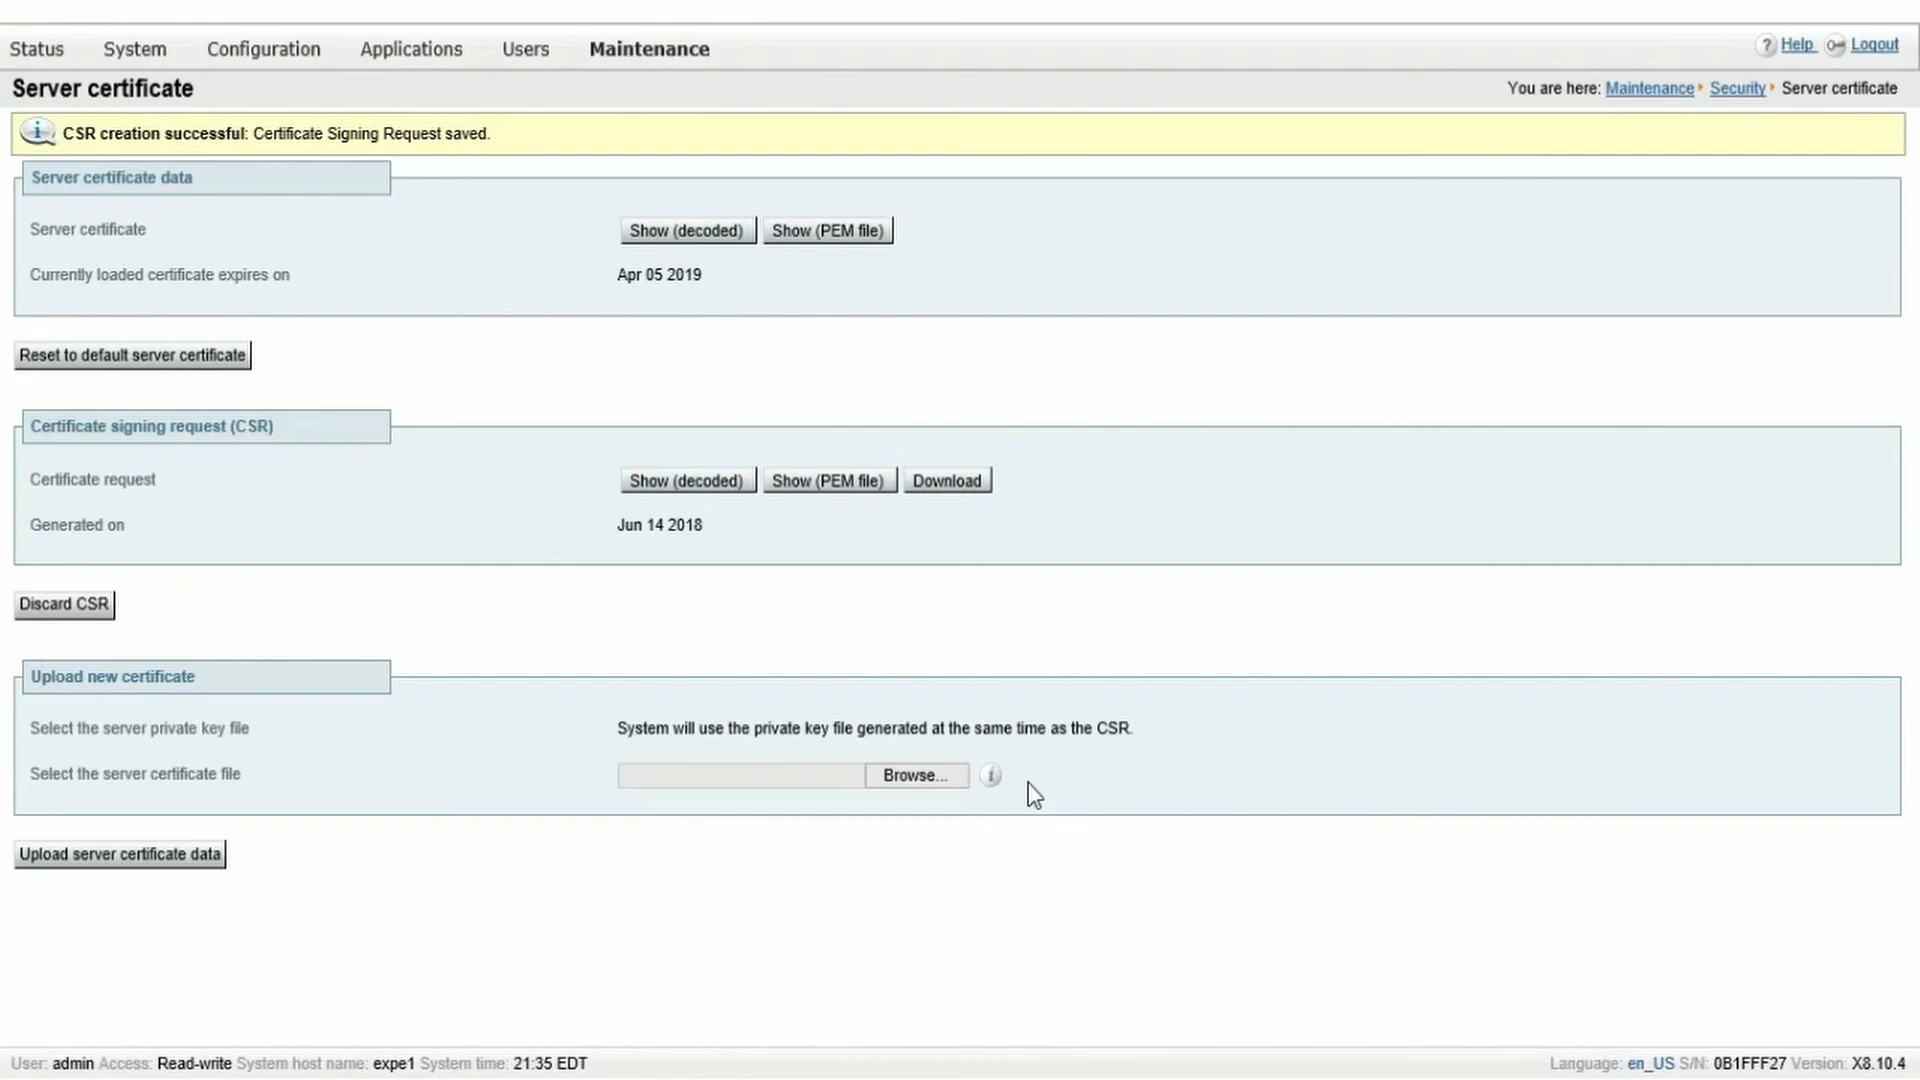 Status System Configuration Applications Users Maintenance ? Help Logout
Server certificate You are here: Maintenance Security Server certificate
i CSR creation successful: Certificate Signing Request saved.
Server certificate data
Server certificate Show (decoded) Show (PEM file)
Currently loaded certificate expires on Apr 05 2019
Reset to default server certificate
Certificate signing request (CSR)
Certificate request Show (decoded) Show (PEM file) Download
Generated on Jun 14 2018
Discard CSR
Upload new certificate
Select the server private key file System will use the private key file generated at the same time as the CSR.
Select the server certificate file Browse... i
Upload server certificate data
User: admin Access: Read-write System host name: expe1 System time: 21:35 EDT Language: en_US S/N: 0B1FFF27 Version: X8.10.4